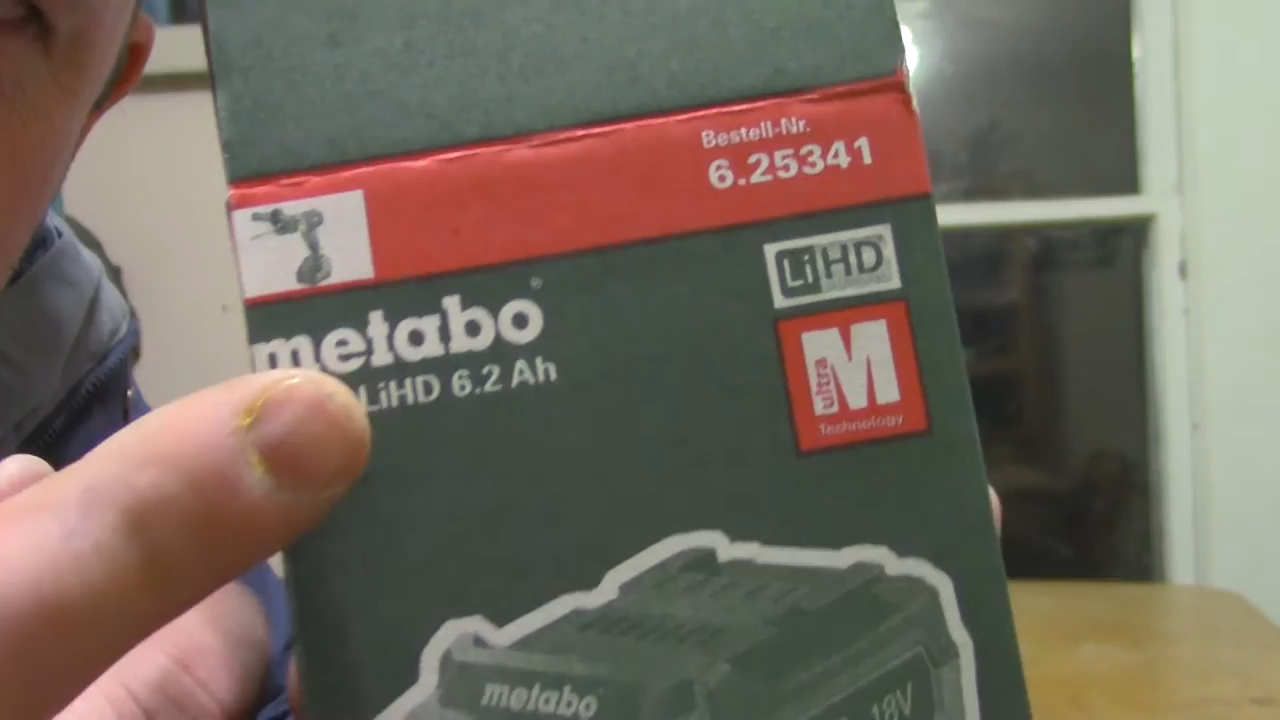 Bestell-Nr.
6.25341
LiHD
metabo
LiHD 6.2 Ah
ultra
M
Technology
metabo
18V